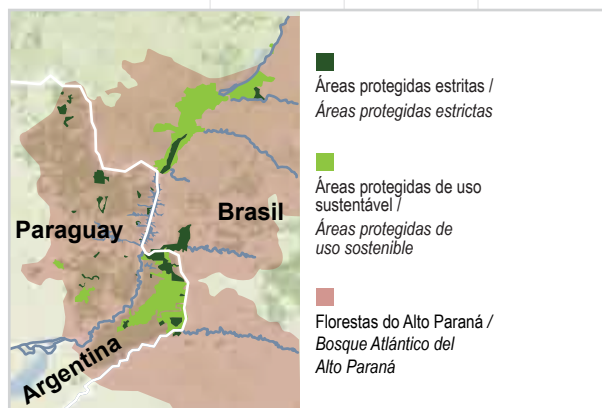 Paraguay
Brasil
Argentina
Áreas protegidas estritas /
Áreas protegidas estrictas
Áreas protegidas de uso
sustentável /
Áreas protegidas de
uso sostenible
Florestas do Alto Paraná /
Bosque Atlántico del
Alto Paraná